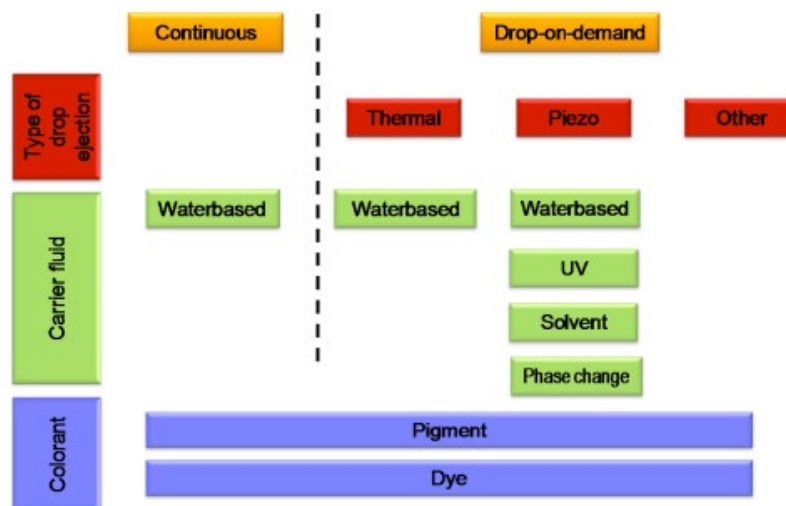 Continuous
Drop-on-demand
Type of
drop
ejection
Thermal
Piezo
Other
Carrier fluid
Waterbased
Waterbased
Waterbased
UV
Solvent
Phase change
Colorant
Pigment
Dye